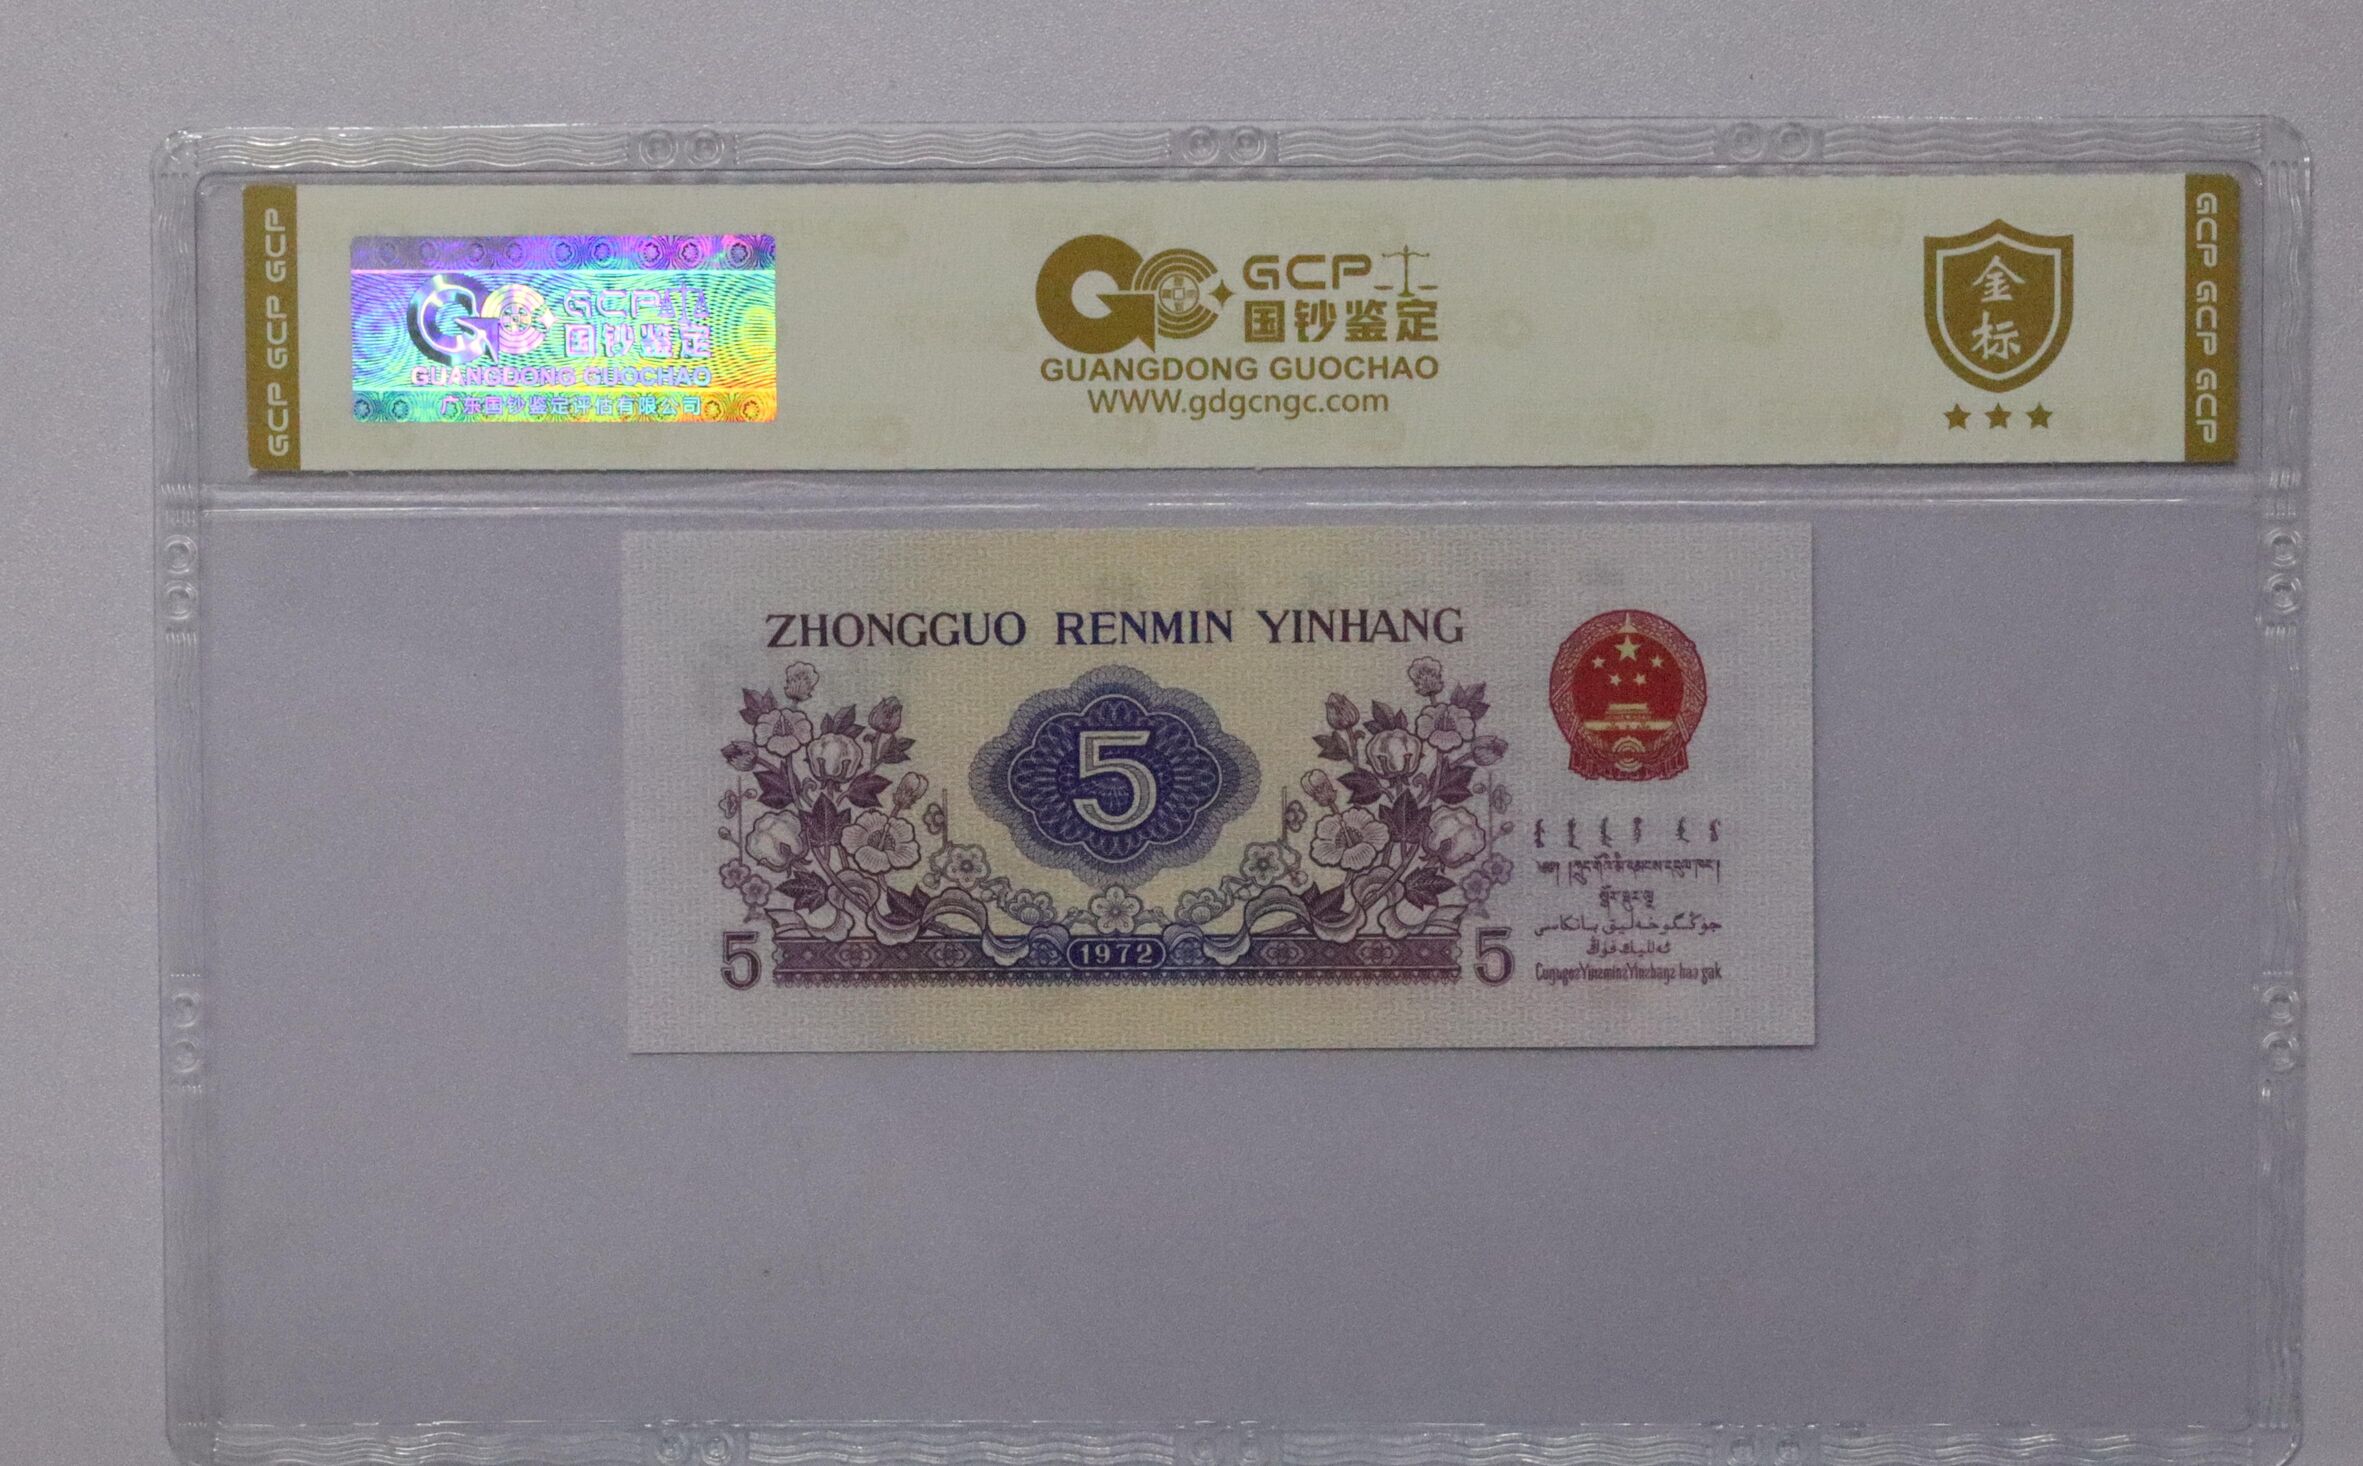 GCP GCP GCP
GCP
国钞鉴定
GUANGDONG GUOCHAO
广东国钞鉴定评估有限公司
GCP
国钞鉴定
GUANGDONG GUOCHAO
WWW.gdgcngc.com
金
标
GCP GCP GCP
ZHONGGUO RENMIN YINHANG
5
1972
5
5